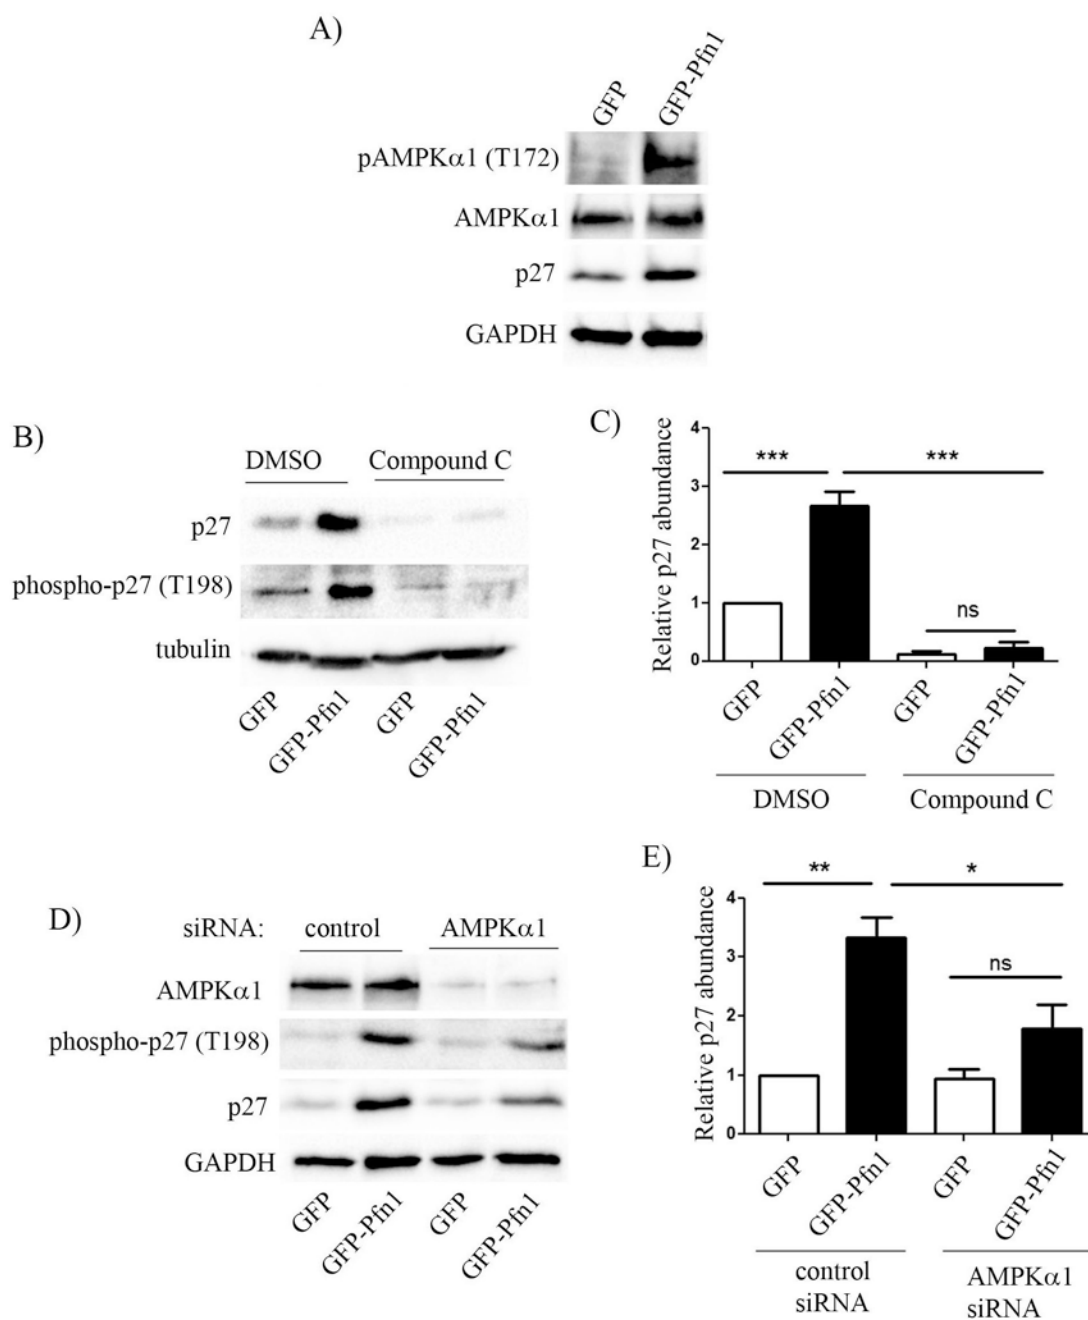 A)
GFP
GFP-Pfn1
pAMPKα1 (T172)
AMPKα1
p27
GAPDH
B)
DMSO
Compound C
p27
phospho-p27 (T198)
tubulin
GFP
GFP-Pfn1
GFP
GFP-Pfn1
C)
Relative p27 abundance
4
3
2
1
0
***
***
ns
GFP
GFP-Pfn1
GFP
GFP-Pfn1
DMSO
Compound C
D)
siRNA:
control
AMPKα1
AMPKα1
phospho-p27 (T198)
p27
GAPDH
GFP
GFP-Pfn1
GFP
GFP-Pfn1
E)
Relative p27 abundance
4
3
2
1
0
**
*
ns
GFP
GFP-Pfn1
GFP
GFP-Pfn1
control
siRNA
AMPKα1
siRNA